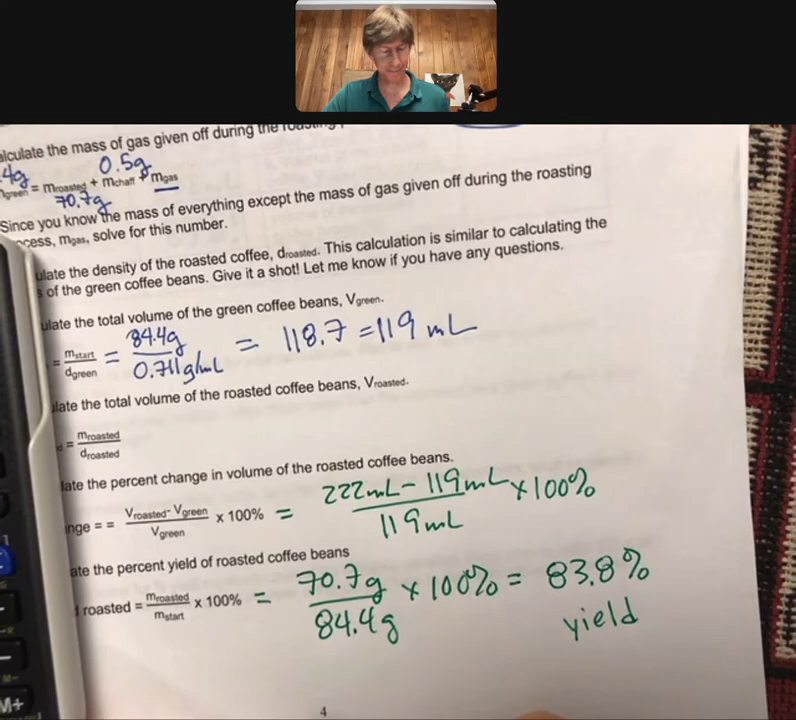 alculate the mass of gas given off during the roasting
.4g 0.5g
mgreen = mroasted + mchaff + mgas
70.7g
Since you know the mass of everything except the mass of gas given off during the roasting
cess, mgas, solve for this number.
ulate the density of the roasted coffee, droasted. This calculation is similar to calculating the
s of the green coffee beans. Give it a shot! Let me know if you have any questions.
ulate the total volume of the green coffee beans, Vgreen.
= mstart / dgreen = 84.4g / 0.711g/mL = 118.7 = 119 mL
late the total volume of the roasted coffee beans, Vroasted.
= mroasted / droasted
late the percent change in volume of the roasted coffee beans.
nge = = Vroasted- Vgreen / Vgreen x 100% = 222mL - 119mL / 119mL x 100%
ate the percent yield of roasted coffee beans
d roasted = mroasted / mstart x 100% = 70.7g / 84.4g x 100% = 83.8%
yield
4
M+